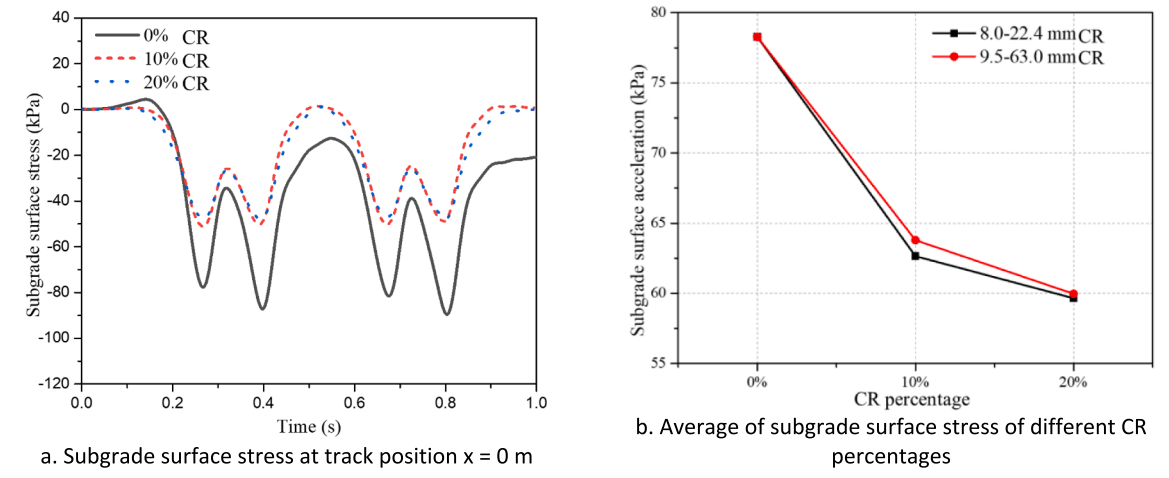 40
20
0
-20
-40
-60
-80
-100
-120
Subgrade surface stress (kPa)
0% CR
10% CR
20% CR
0.0 0.2 0.4 0.6 0.8 1.0
Time (s)
a. Subgrade surface stress at track position x = 0 m
80
75
70
65
60
55
Subgrade surface acceleration (kPa)
8.0-22.4 mm CR
9.5-63.0 mm CR
0% 10% 20%
CR percentage
b. Average of subgrade surface stress of different CR
percentages